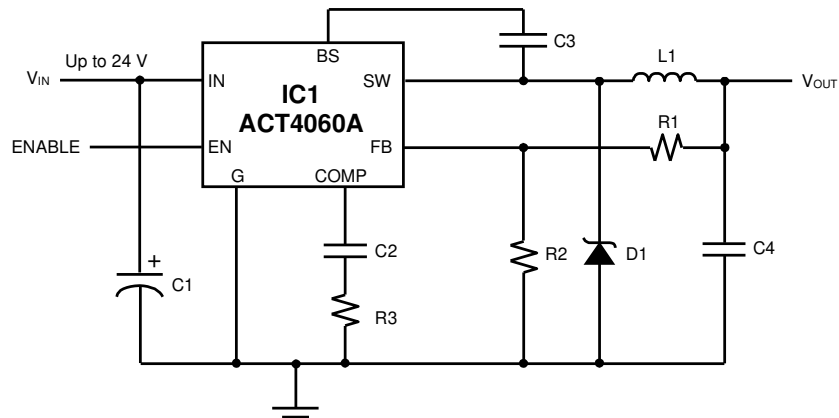 BS
C3
Up to 24 V
L1
VIN
IN
SW
VOUT
IC1
ACT4060A
R1
ENABLE
EN
FB
G
COMP
C2
R2
D1
C4
+
C1
R3